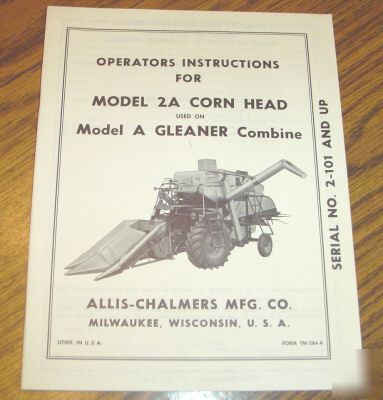 OPERATORS INSTRUCTIONS
FOR
MODEL 2A CORN HEAD
USED ON
Model A GLEANER Combine
SERIAL NO. 2-101 AND UP
ALLIS-CHALMERS MFG. CO.
MILWAUKEE, WISCONSIN, U. S. A.
LITHO. IN U. S. A.
FORM TM-284 A